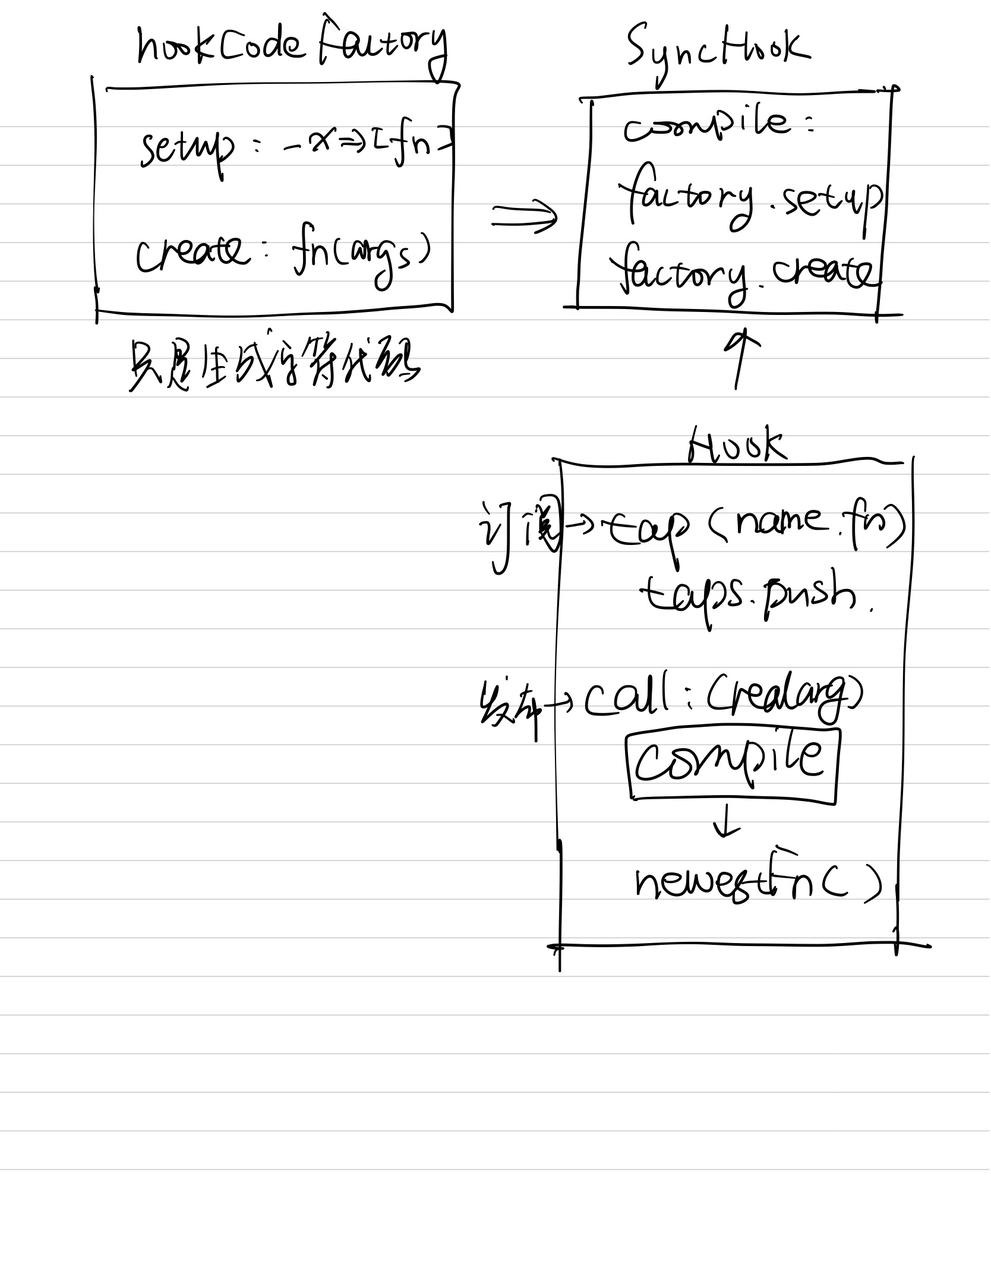 hookCodeFactory
setup: _x=>[fn]
create: fn(args)
只是生成字符代码
SyncHook
compile:
factory.setup
factory.create
Hook
订阅→tap(name.fn)
taps.push.
发布→call:(realarg)
compile
newestFn()